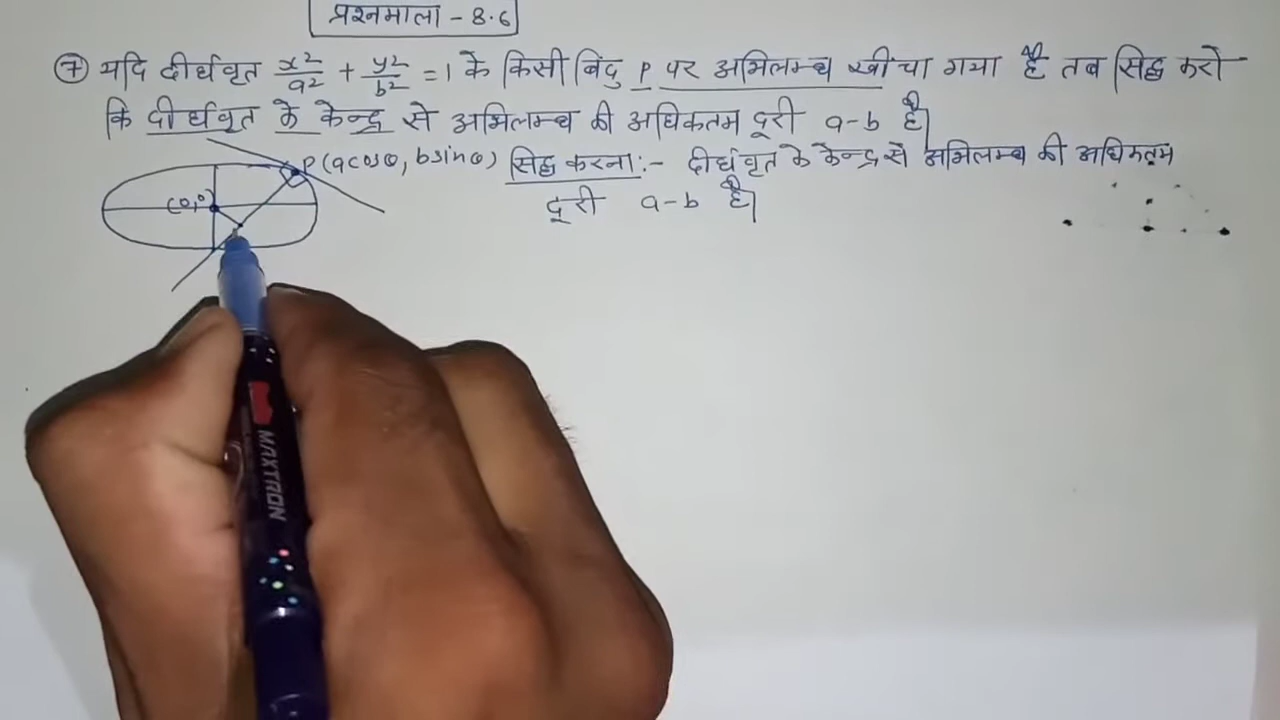 प्रश्नमाला - 8.6
⑦ यदि दीर्घवृत x²/a² + y²/b² = 1 के किसी बिंदु P पर अभिलम्ब खींचा गया है तब सिद्ध करो
कि दीर्घवृत के केन्द्र से अभिलम्ब की अधिकतम दूरी a-b है।
P(acosθ, bsinθ) सिद्ध करना:- दीर्घवृत के केन्द्र से अभिलम्ब की अधिकतम
दूरी a-b है।
(0,0)
MAXTRON